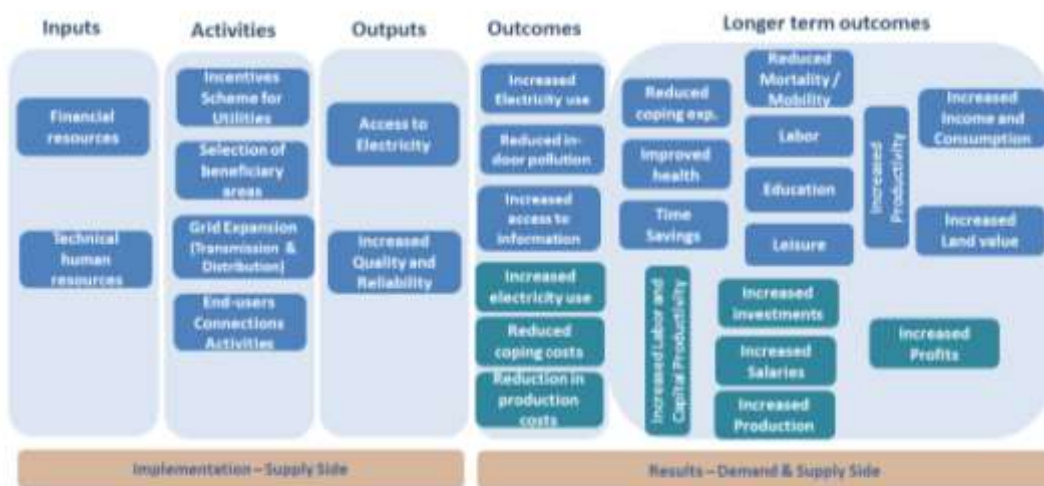 Inputs
Activities
Outputs
Outcomes
Longer term outcomes
Financial
resources
Technical
human
resources
Incentives
Scheme for
Utilities
Selection of
beneficiary
areas
Grid Expansion
(Transmission &
Distribution)
End-users
Connections
Activities
Access to
Electricity
Increased
Quality and
Reliability
Increased
Electricity use
Reduced in-
door pollution
Increased
access to
information
Increased
electricity use
Reduced
coping costs
Reduction in
production
costs
Reduced
coping exp.
Improved
health
Time
Savings
Reduced
Mortality /
Mobility
Labor
Education
Leisure
Increased
Productivity
Increased
Income and
Consumption
Increased
Land value
Increased Labor and
Capital Productivity
Increased
investments
Increased
Salaries
Increased
Production
Increased
Profits
Implementation – Supply Side
Results – Demand & Supply Side